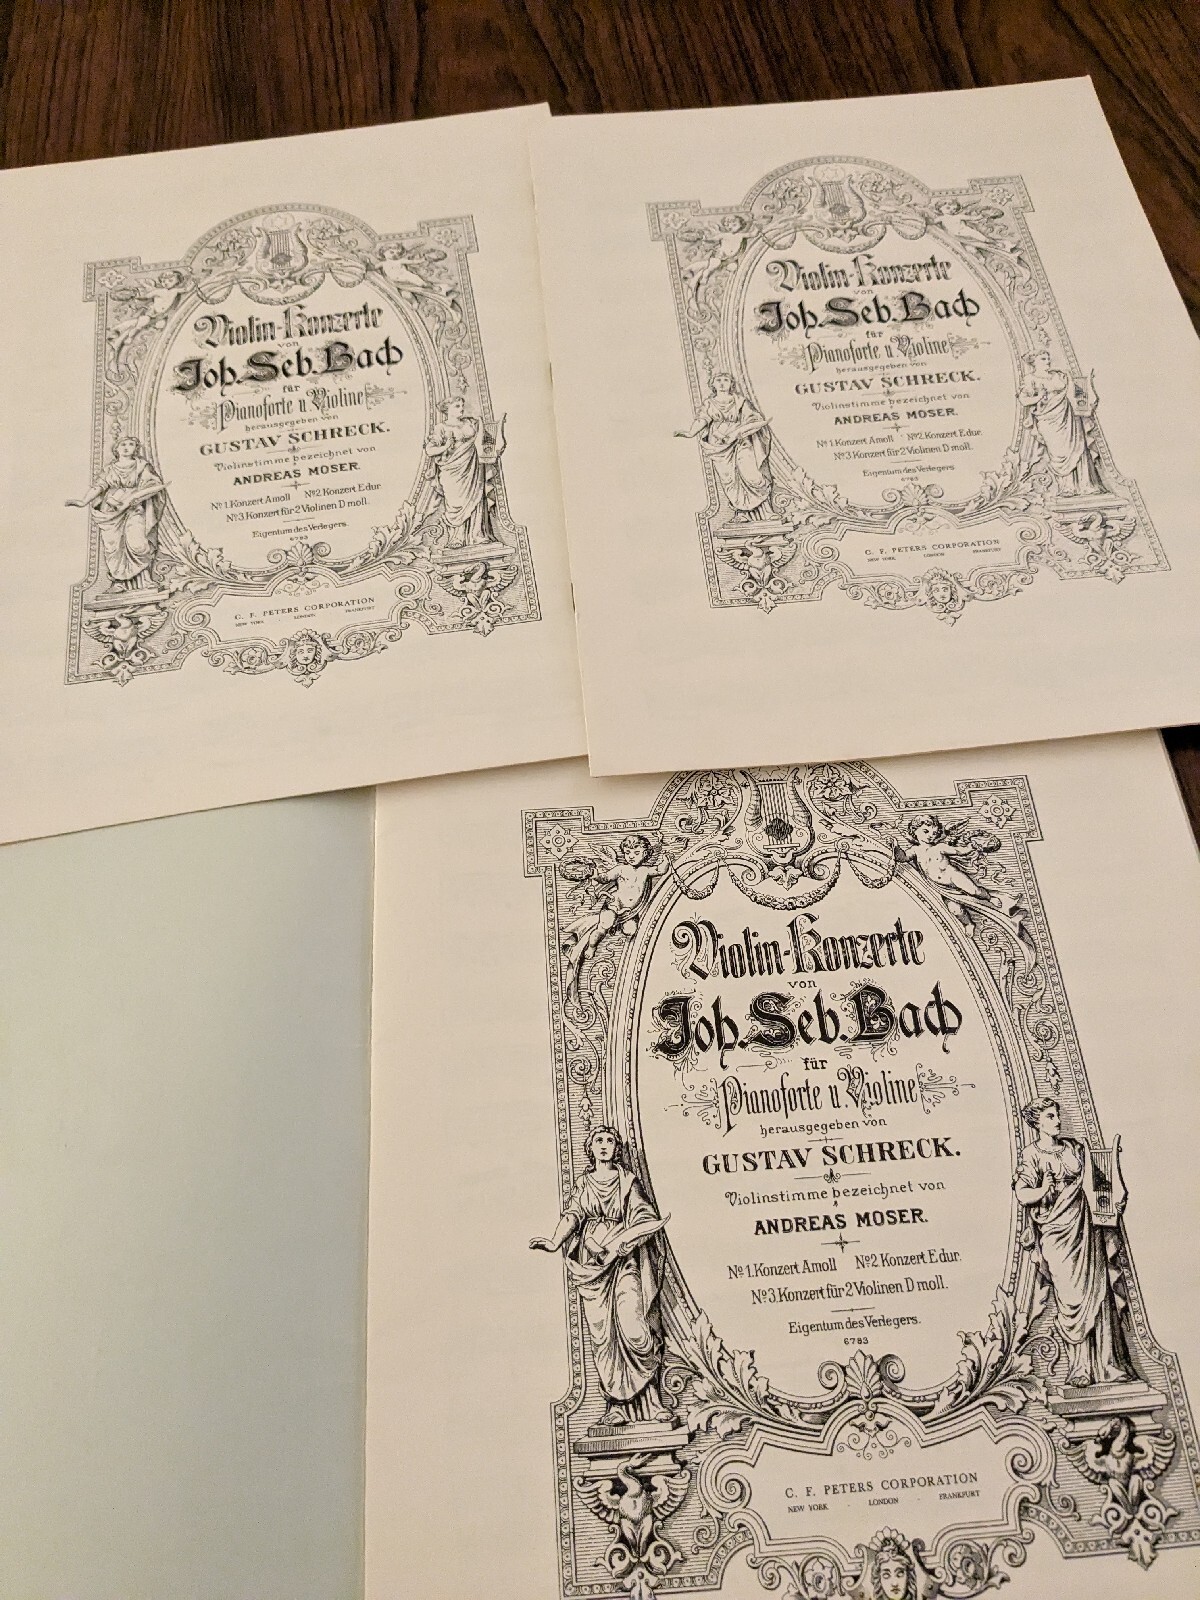 Violin-Konzerte
von
Joh. Seb. Bach
für
Pianoforte u. Violine
herausgegeben von
GUSTAV SCHRECK.
Violinstimme bezeichnet von
ANDREAS MOSER.
No 1. Konzert A moll No 2. Konzert E dur.
No 3. Konzert für 2 Violinen D moll.
Eigentum des Verlegers.
6783
C. F. PETERS CORPORATION
NEW YORK · LONDON · FRANKFURT
Violin-Konzerte
von
Joh. Seb. Bach
für
Pianoforte u. Violine
herausgegeben von
GUSTAV SCHRECK.
Violinstimme bezeichnet von
ANDREAS MOSER.
No 1. Konzert A moll No 2. Konzert E dur.
No 3. Konzert für 2 Violinen D moll.
Eigentum des Verlegers.
6783
C. F. PETERS CORPORATION
NEW YORK LONDON FRANKFURT
Violin-Konzerte
von
Joh. Seb. Bach
für
Pianoforte u. Violine
herausgegeben von
GUSTAV SCHRECK.
Violinstimme bezeichnet von
ANDREAS MOSER.
No 1. Konzert A moll No 2. Konzert E dur.
No 3. Konzert für 2 Violinen D moll.
Eigentum des Verlegers.
6783
C. F. PETERS CORPORATION
NEW YORK · LONDON · FRANKFURT